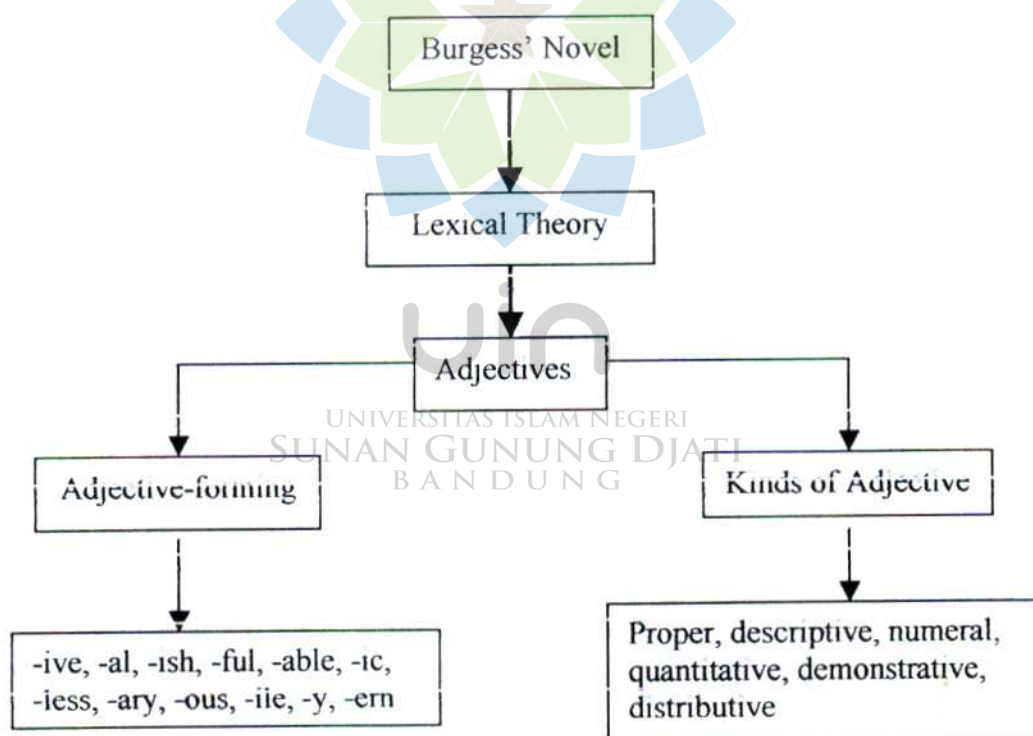 Burgess' Novel
Lexical Theory
uin
Adjectives
UNIVERSITAS ISLAM NEGERI
SUNAN GUNUNG DJATI
BANDUNG
Adjective-forming
Kinds of Adjective
-ive, -al, -ish, -ful, -able, -ic,
-less, -ary, -ous, -ile, -y, -ern
Proper, descriptive, numeral,
quantitative, demonstrative,
distributive